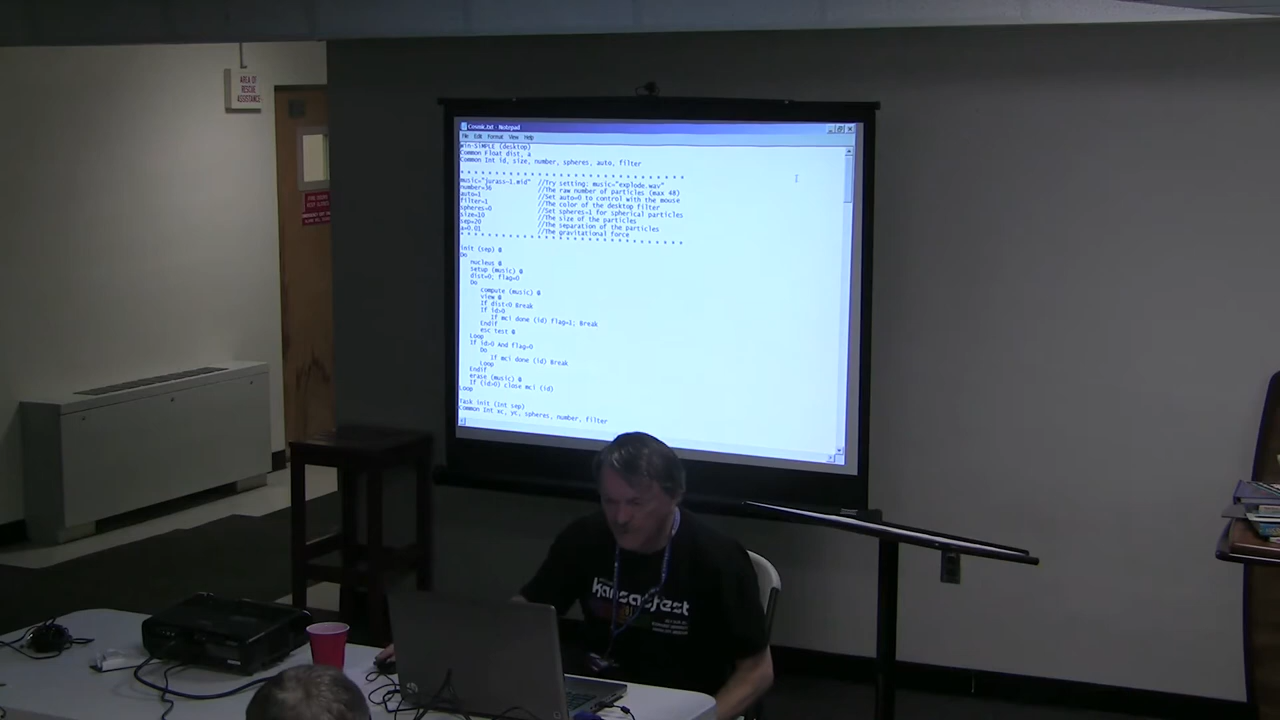 AREA OF
RESCUE
ASSISTANCE
Cosmik.txt - Notepad
File Edit Format View Help
Win-SIMPLE (desktop)
Common Float dist, a
Common Int id, size, number, spheres, auto, filter
* * * * * * * * * * * * * * * * * * * * * * * * * * * * *
music="jurass-1.mid" //Try setting: music="explode.wav"
number=36 //The raw number of particles (max 48)
auto=1 //Set auto=0 to control with the mouse
filter=1 //The color of the desktop filter
spheres=0 //Set spheres=1 for spherical particles
size=10 //The size of the particles
sep=20 //The separation of the particles
a=0.01 //The gravitational force
* * * * * * * * * * * * * * * * * * * * * * * * * * * * *
init (sep) @
Do
nucleus @
setup (music) @
dist=0; flag=0
Do
compute (music) @
view @
If dist<0 Break
If id>0
If mci done (id) flag=1; Break
Endif
esc test @
Loop
If id>0 And flag=0
Do
If mci done (id) Break
Loop
Endif
erase (music) @
If (id>0) close mci (id)
Loop
Task init (Int sep)
Common Int xc, yc, spheres, number, filter
kansasfest
hp